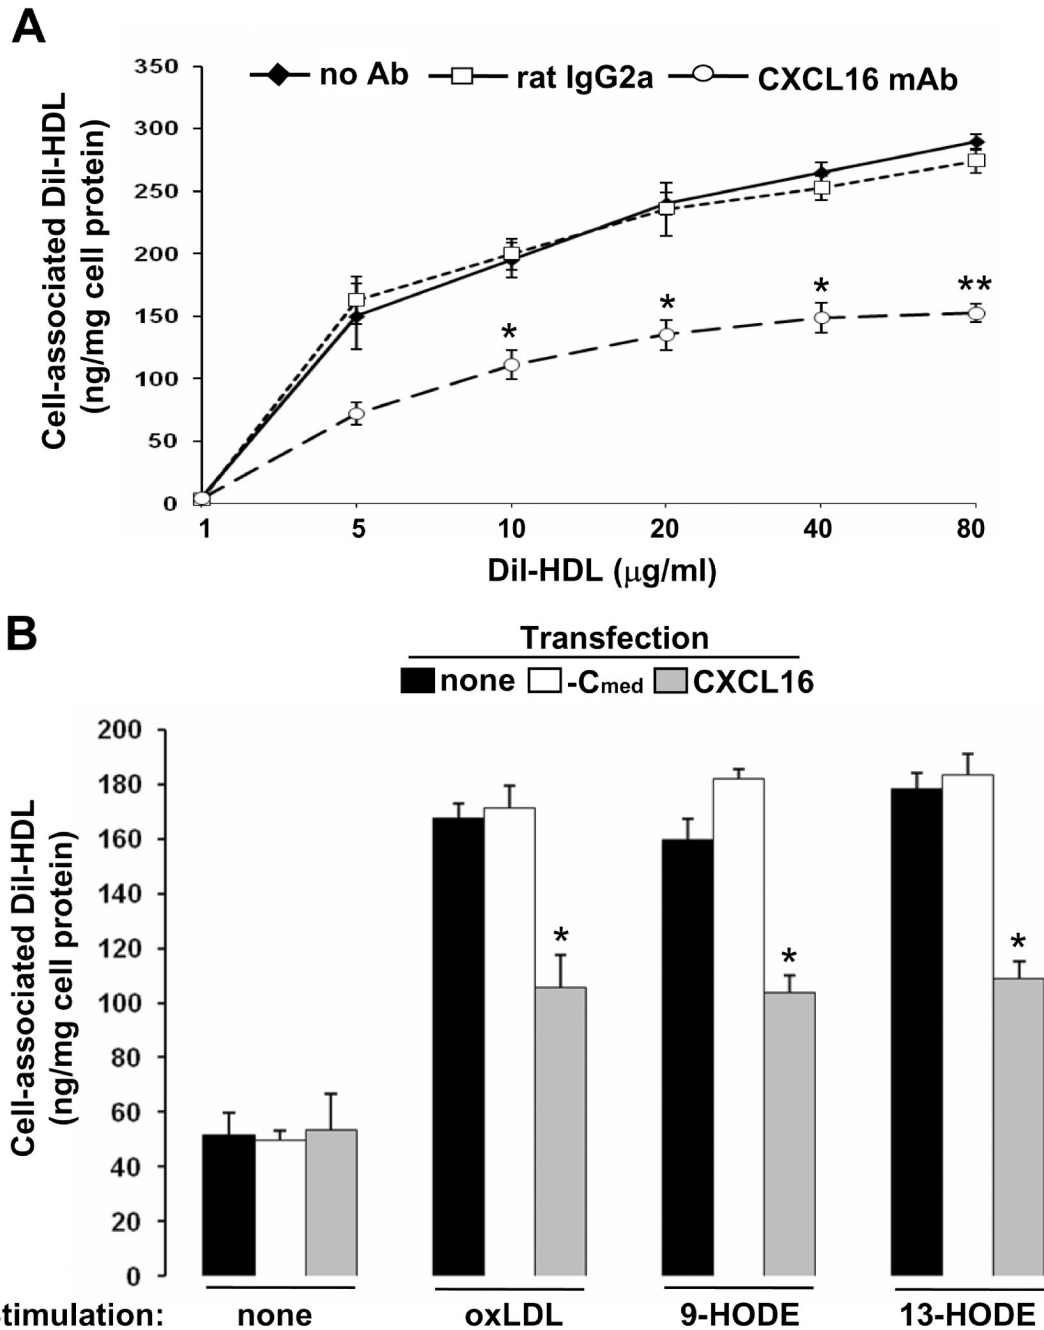 A
350
no Ab rat IgG2a CXCL16 mAb
300
250
200
150
100
50
0
Cell-associated Dil-HDL
(ng/mg cell protein)
*
*
*
**
1 5 10 20 40 80
Dil-HDL (μg/ml)
B
Transfection
none -Cmed CXCL16
200
180
160
140
120
100
80
60
40
20
0
Cell-associated Dil-HDL
(ng/mg cell protein)
*
*
*
timulation: none oxLDL 9-HODE 13-HODE